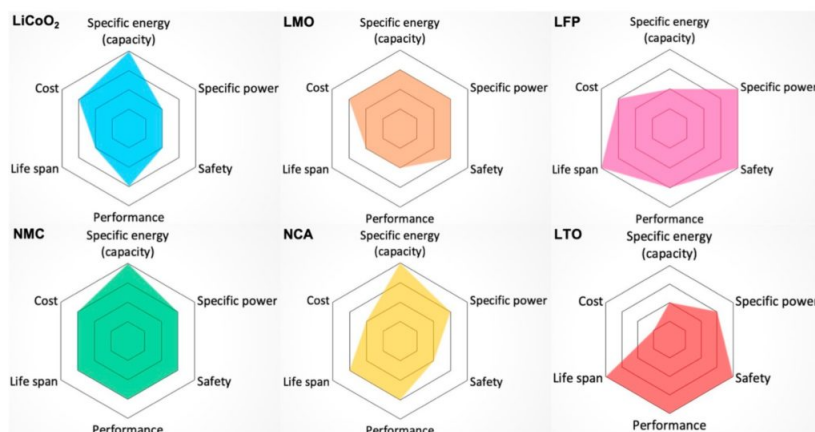 LiCoO₂
Specific energy
(capacity)
Cost
Specific power
Life span
Safety
Performance
LMO
Specific energy
(capacity)
Cost
Specific power
Life span
Safety
Performance
LFP
Specific energy
(capacity)
Cost
Specific power
Life span
Safety
Performance
NMC
Specific energy
(capacity)
Cost
Specific power
Life span
Safety
Performance
NCA
Specific energy
(capacity)
Cost
Specific power
Life span
Safety
Performance
LTO
Specific energy
(capacity)
Cost
Specific power
Life span
Safety
Performance